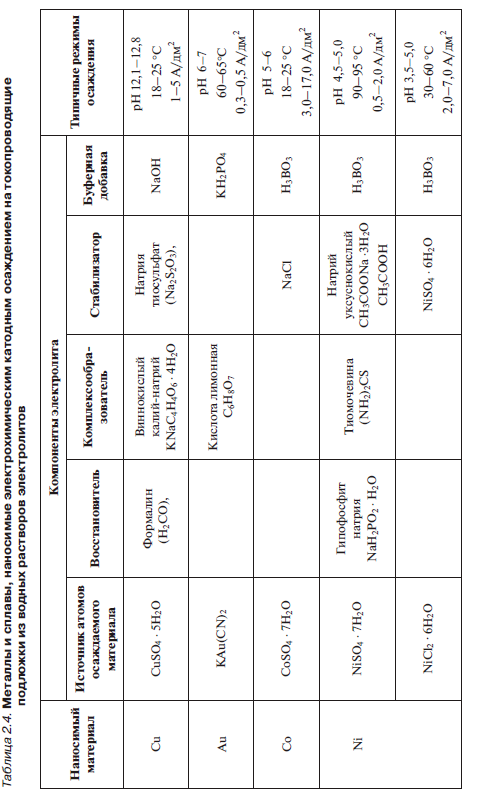 Таблица 2.4. Металлы и сплавы, наносимые электрохимическим катодным осаждением на токопроводящие
подложки из водных растворов электролитов
Наносимый
материал
Компоненты электролита
Типичные режимы
осаждения
Источник атомов
осаждаемого
материала
Восстановитель
Комплексообра-
зователь
Стабилизатор
Буферная
добавка
Cu
CuSO₄ · 5H₂O
Формалин
(H₂CO),
Виннокислый
калий-натрий
KNaC₄H₄O₆ · 4H₂O
Натрия
тиосульфат
(Na₂S₂O₃),
NaOH
pH 12,1–12,8
18–25 °C
1–5 А/дм²
Au
KAu(CN)₂
Кислота лимонная
C₆H₈O₇
KH₂PO₄
pH 6–7
60–65°C
0,3–0,5 А/дм²
Co
CoSO₄ · 7H₂O
NaCl
H₃BO₃
pH 5–6
18–25 °C
3,0–17,0 А/дм²
Ni
NiSO₄ · 7H₂O
Гипофосфит
натрия
NaH₂PO₂ · H₂O
Тиомочевина
(NH₂)₂CS
Натрий
уксуснокислый
CH₃COONa ·3H₂O
CH₃COOH
H₃BO₃
pH 4,5–5,0
90–95 °C
0,5–2,0 А/дм²
NiCl₂ · 6H₂O
NiSO₄ · 6H₂O
H₃BO₃
pH 3,5–5,0
30–60 °C
2,0–7,0 А/дм²